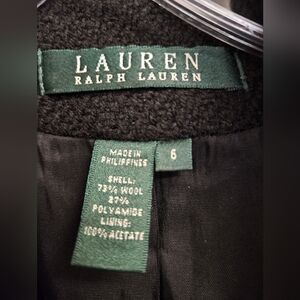 LAUREN
RALPH LAUREN
MADE IN
PHILIPPINES
6
SHELL:
73% WOOL
27%
POLYAMIDE
LINING:
100% ACETATE